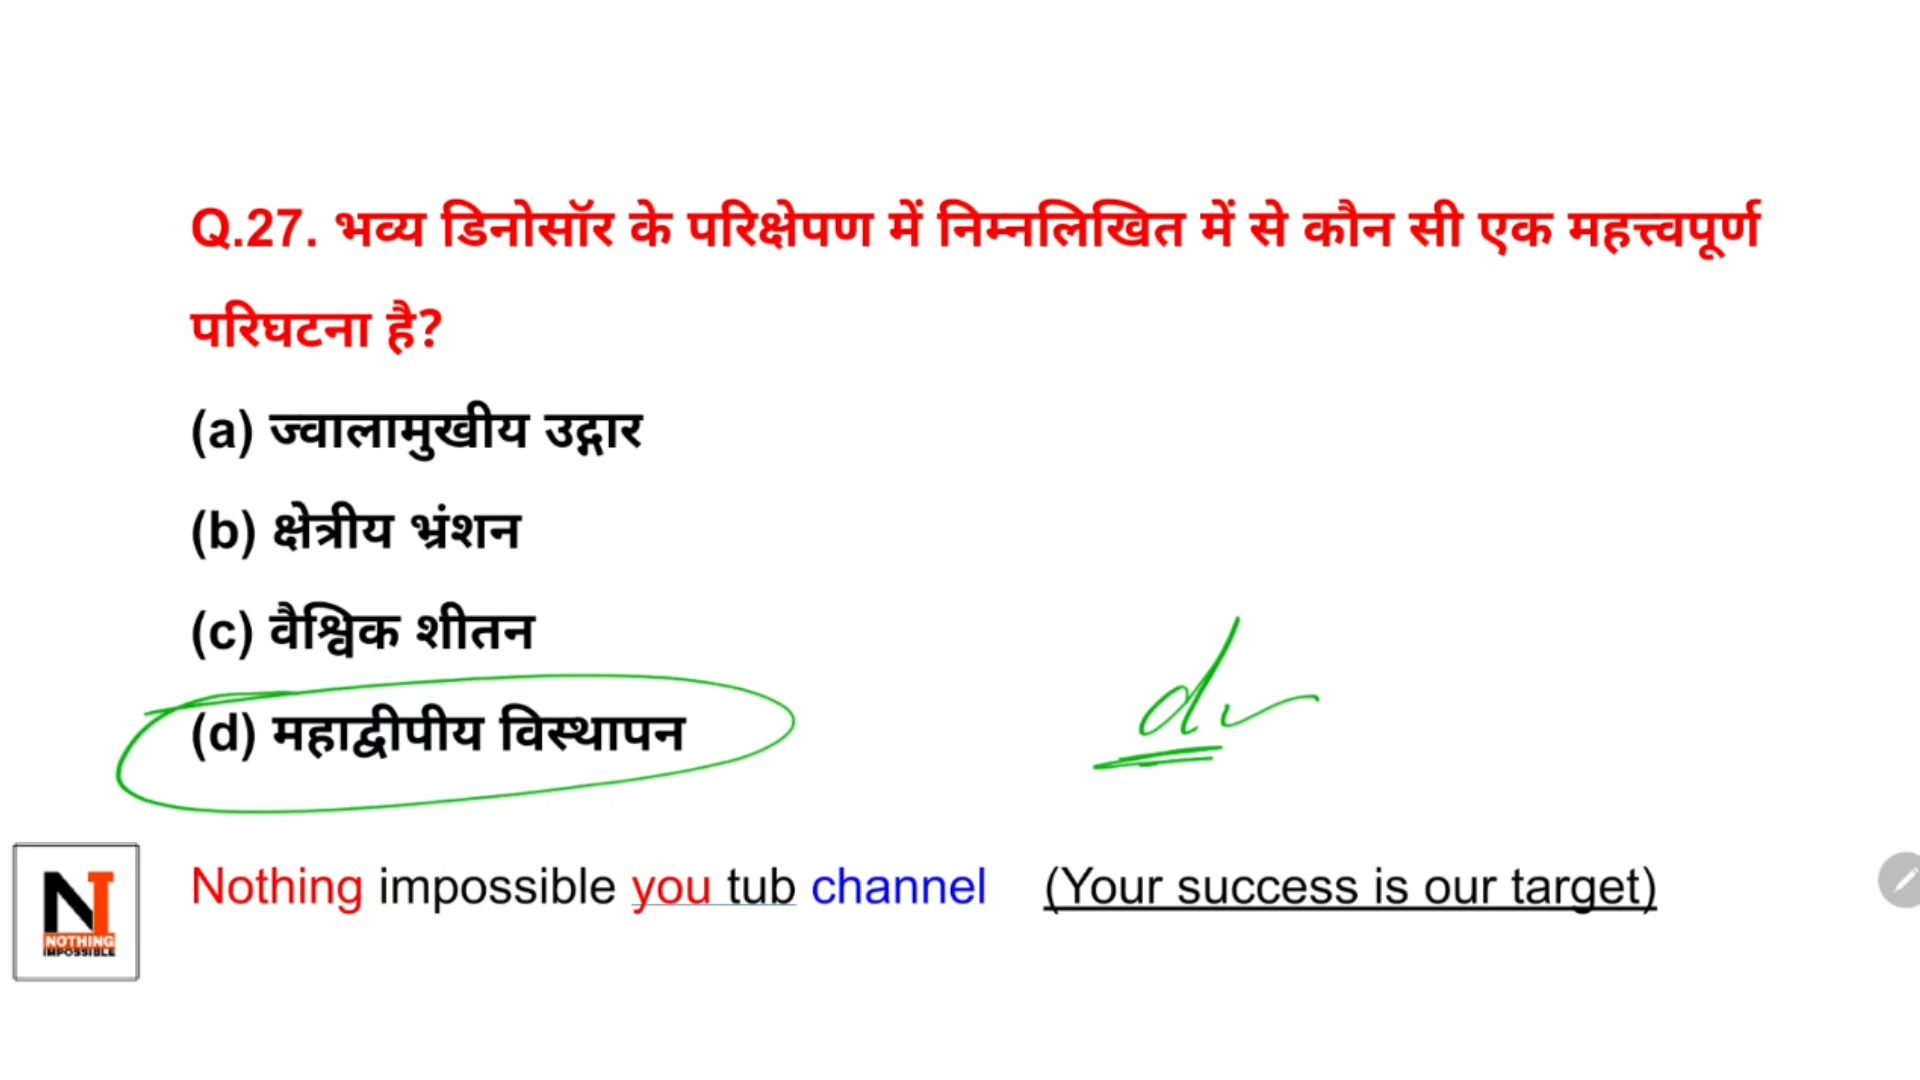 Q.27. भव्य डिनोसॉर के परिक्षेपण में निम्नलिखित में से कौन सी एक महत्त्वपूर्ण
परिघटना है?
(a) ज्वालामुखीय उद्गार
(b) क्षेत्रीय भ्रंशन
(c) वैश्विक शीतन
(d) महाद्वीपीय विस्थापन
d
Nothing impossible you tub channel (Your success is our target)
NI
NOTHING
IMPOSSIBLE